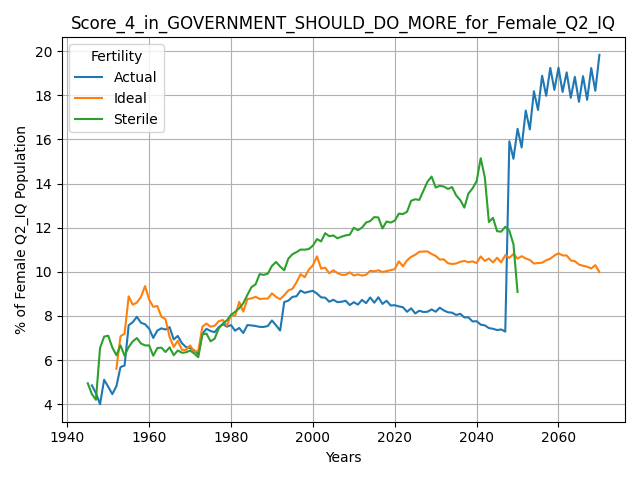 Score_4_in_GOVERNMENT_SHOULD_DO_MORE_for_Female_Q2_IQ
% of Female Q2_IQ Population
20
18
16
14
12
10
8
6
4
Fertility
Actual
Ideal
Sterile
1940 1960 1980 2000 2020 2040 2060
Years